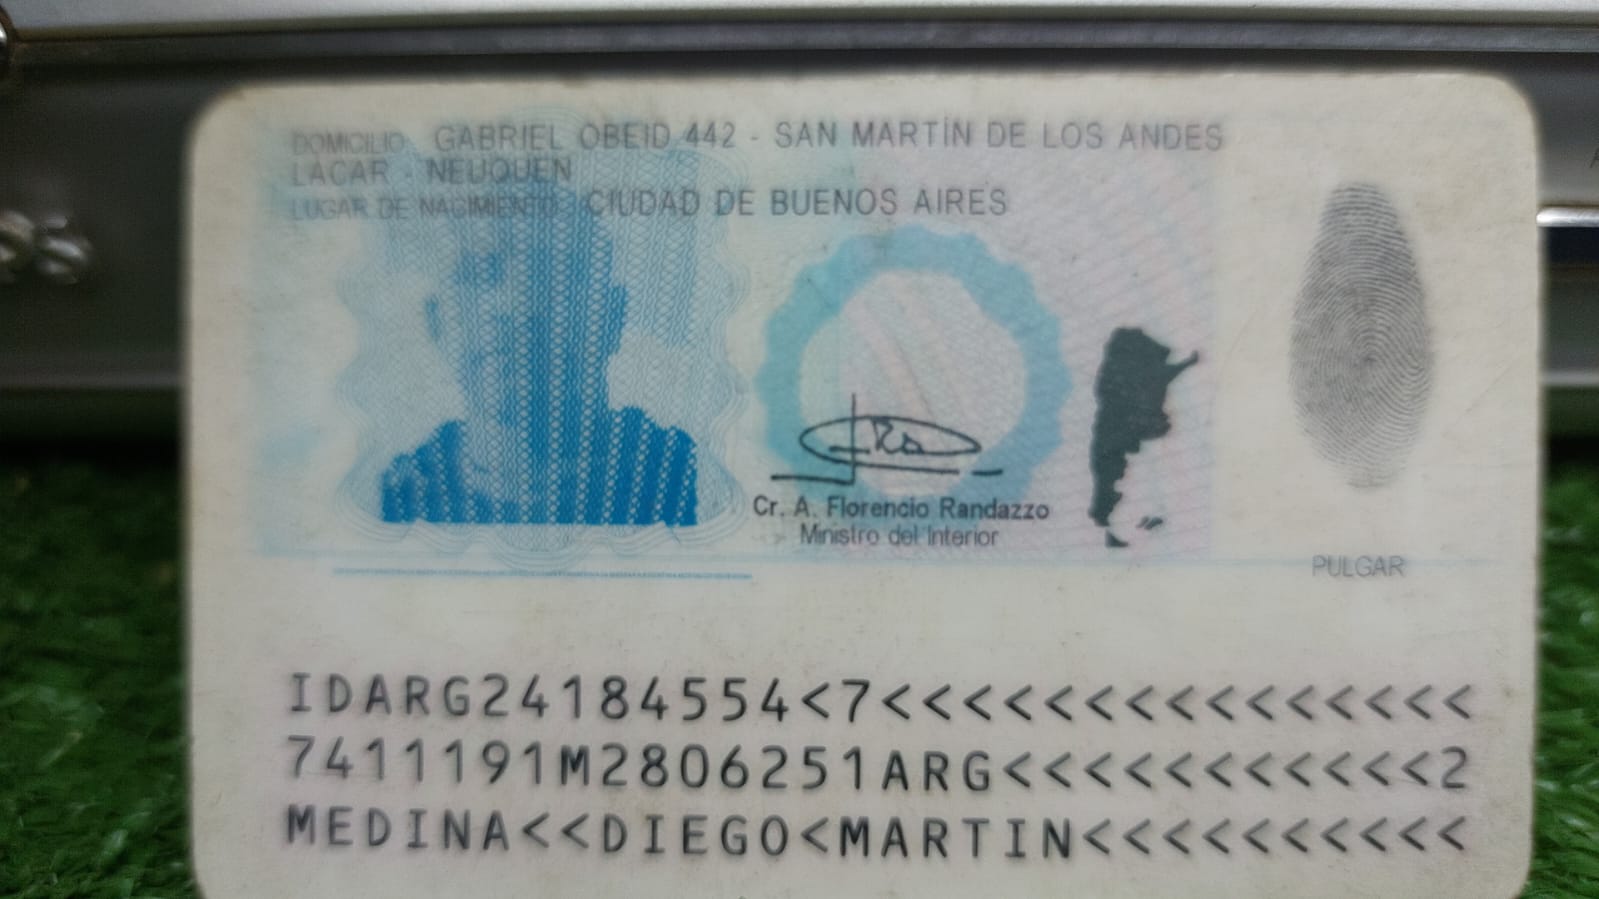 DOMICILIO: GABRIEL OBEID 442 - SAN MARTÍN DE LOS ANDES
LACAR - NEUQUEN
LUGAR DE NACIMIENTO: CIUDAD DE BUENOS AIRES
Cr. A. Florencio Randazzo
Ministro del Interior
PULGAR
IDARG24184554<7<<<<<<<<<<<<<<<
7411191M2806251ARG<<<<<<<<<<<2
MEDINA<<DIEGO<MARTIN<<<<<<<<<<